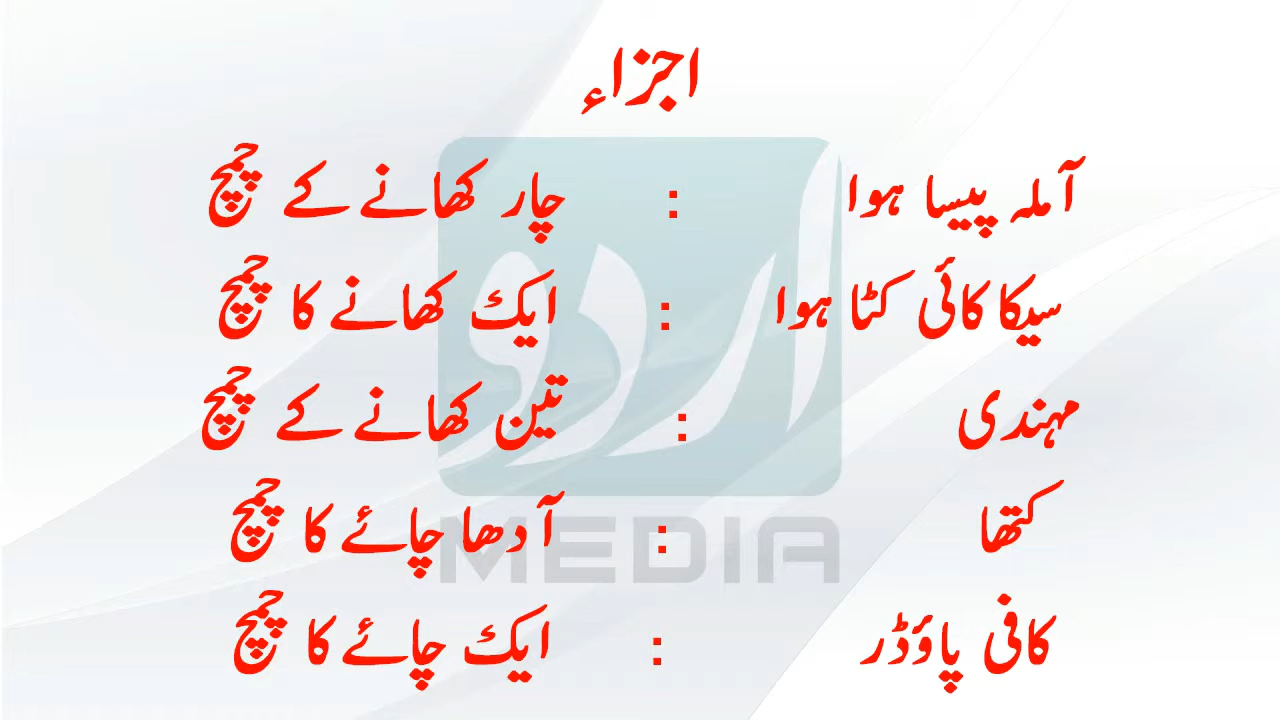 اجزاء
آملہ پیسا ہوا : چار کھانے کے چمچ
سیکا کائی کٹا ہوا : ایک کھانے کا چمچ
مہندی : تین کھانے کے چمچ
کتھا : آدھا چائے کا چمچ
کافی پاؤڈر : ایک چائے کا چمچ
اردو
MEDIA